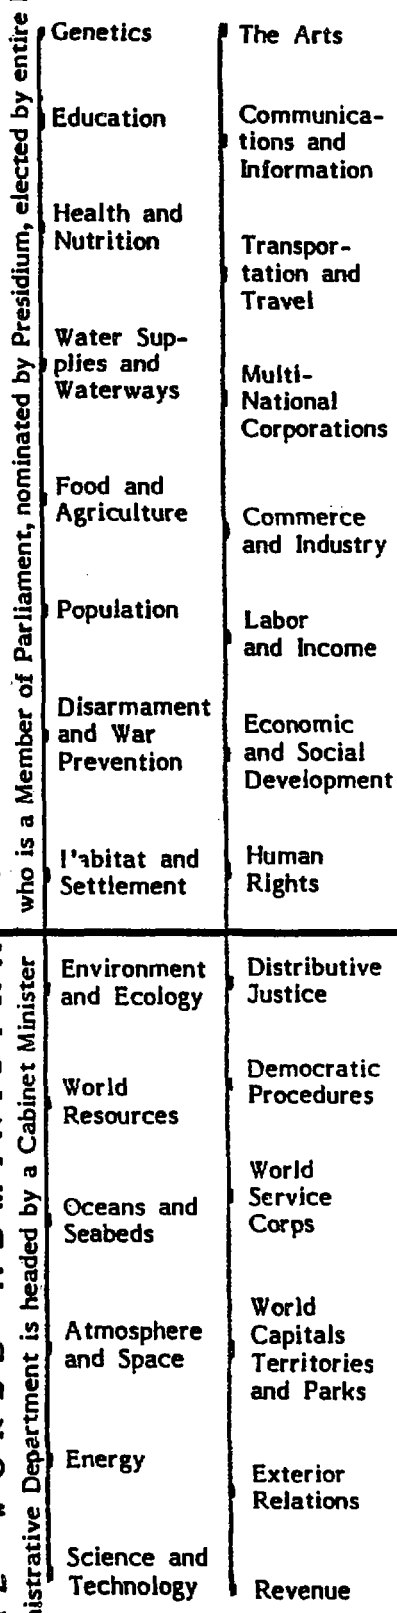 who is a Member of Parliament, nominated by Presidium, elected by entire
nistrative Department is headed by a Cabinet Minister
Genetics
Education
Health and
Nutrition
Water Sup-
plies and
Waterways
Food and
Agriculture
Population
Disarmament
and War
Prevention
Habitat and
Settlement
Environment
and Ecology
World
Resources
Oceans and
Seabeds
Atmosphere
and Space
Energy
Science and
Technology
The Arts
Communica-
tions and
Information
Transpor-
tation and
Travel
Multi-
National
Corporations
Commerce
and Industry
Labor
and Income
Economic
and Social
Development
Human
Rights
Distributive
Justice
Democratic
Procedures
World
Service
Corps
World
Capitals
Territories
and Parks
Exterior
Relations
Revenue